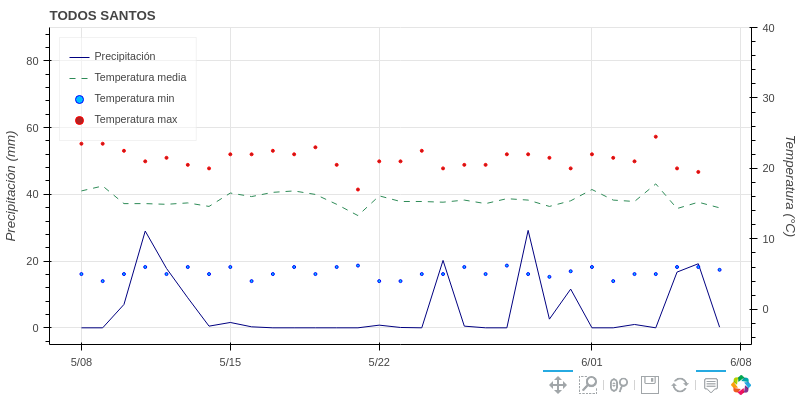 TODOS SANTOS
Precipitación
Temperatura media
Temperatura min
Temperatura max
Precipitación (mm)
80
60
40
20
0
Temperatura (°C)
40
30
20
10
0
5/08
5/15
5/22
6/01
6/08